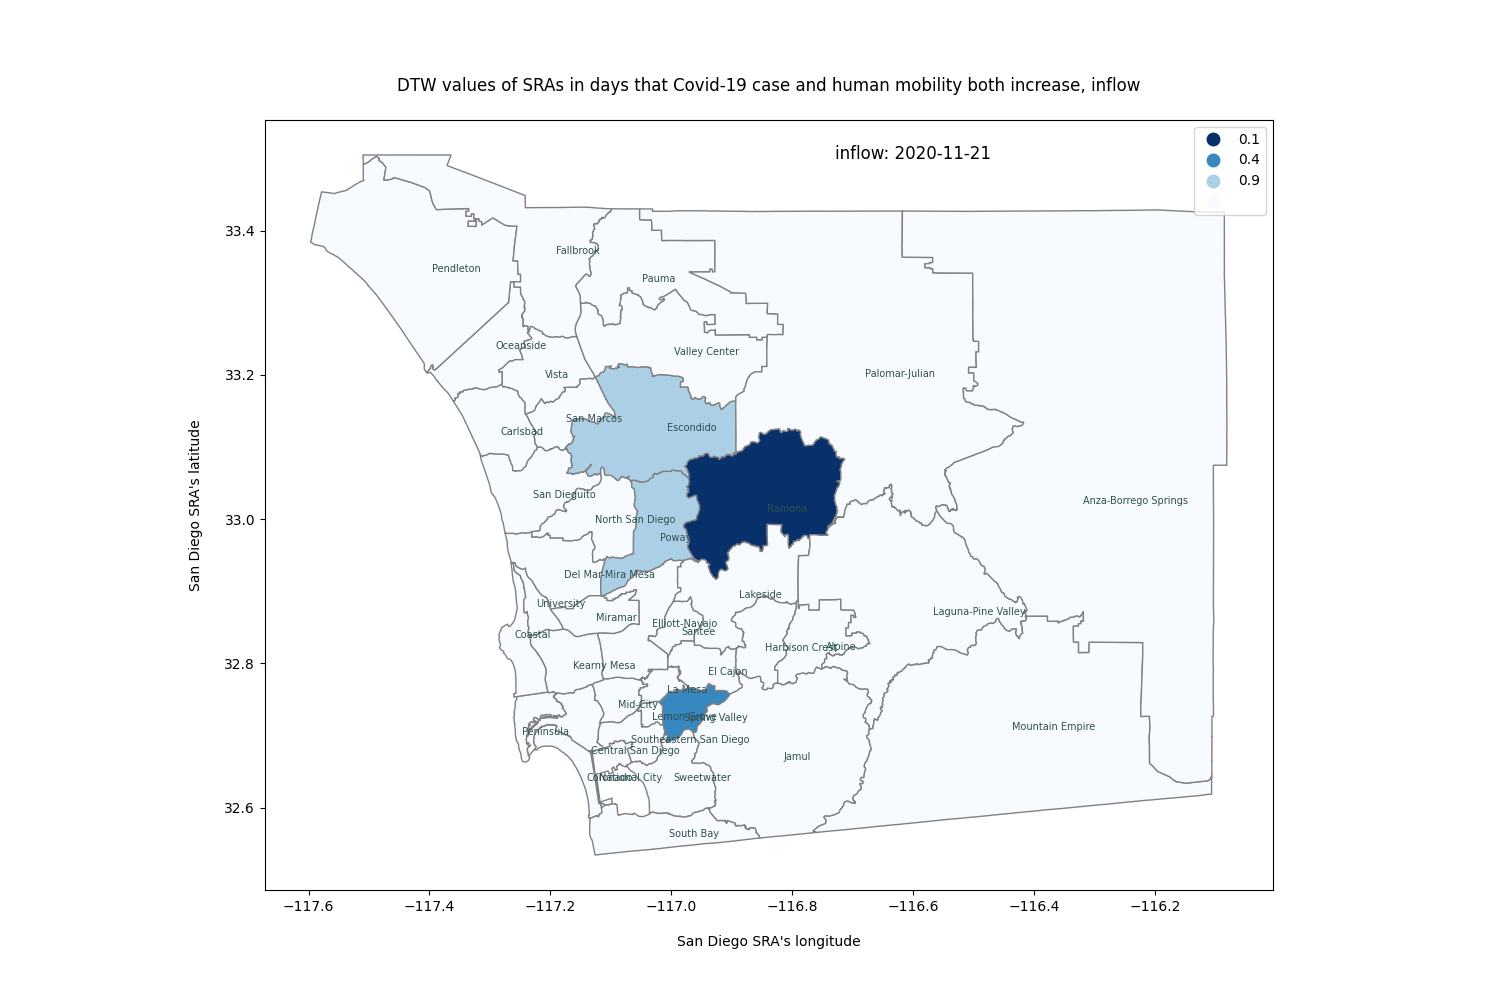 DTW values of SRAs in days that Covid-19 case and human mobility both increase, inflow
inflow: 2020-11-21
0.1
0.4
0.9
San Diego SRA's latitude
33.4
33.2
33.0
32.8
32.6
Fallbrook
Pendleton
Pauma
Oceanside
Valley Center
Vista
Palomar-Julian
San Marcos
Escondido
Carlsbad
San Dieguito
Anza-Borrego Springs
Ramona
North San Diego
Poway
Del Mar-Mira Mesa
Lakeside
University
Laguna-Pine Valley
Miramar
Elliott-Navajo
Santee
Coastal
Harbison Crest
Alpine
Kearny Mesa
El Cajon
La Mesa
Mid-City
Lemon Grove
Spring Valley
Mountain Empire
Peninsula
Southeastern San Diego
Central San Diego
Jamul
Coronado
National City
Sweetwater
South Bay
−117.6
−117.4
−117.2
−117.0
−116.8
−116.6
−116.4
−116.2
San Diego SRA's longitude